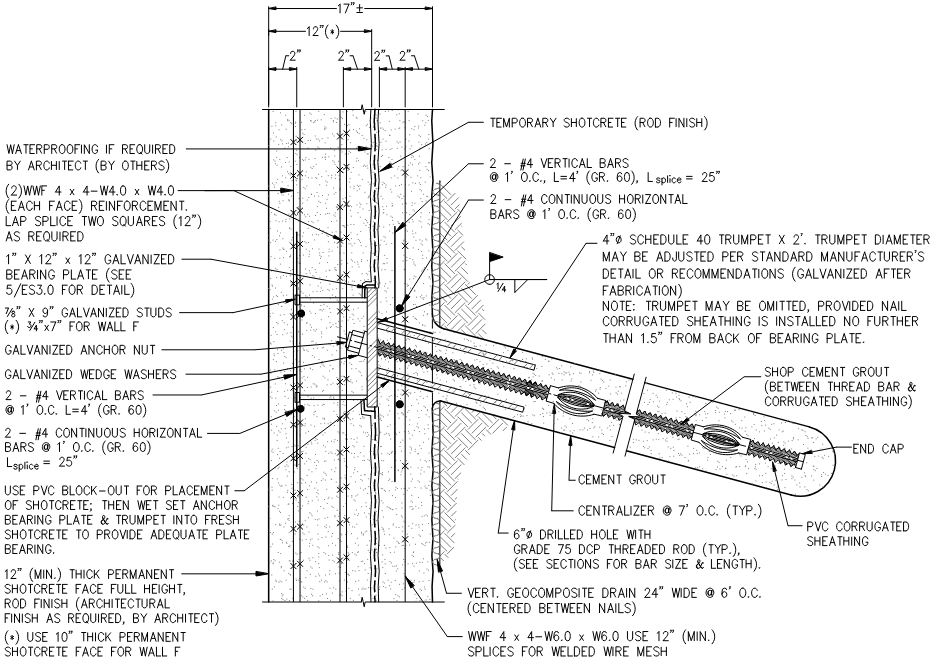 17"±
12"(*)
2"
2"
2"
2"
WATERPROOFING IF REQUIRED
BY ARCHITECT (BY OTHERS)
(2)WWF 4 x 4-W4.0 x W4.0
(EACH FACE) REINFORCEMENT.
LAP SPLICE TWO SQUARES (12")
AS REQUIRED
1" X 12" x 12" GALVANIZED
BEARING PLATE (SEE
5/ES3.0 FOR DETAIL)
⅞" X 9" GALVANIZED STUDS
(*) ¾"x7" FOR WALL F
GALVANIZED ANCHOR NUT
GALVANIZED WEDGE WASHERS
2 - #4 VERTICAL BARS
@ 1' O.C. L=4' (GR. 60)
2 - #4 CONTINUOUS HORIZONTAL
BARS @ 1' O.C. (GR. 60)
Lsplice = 25"
USE PVC BLOCK-OUT FOR PLACEMENT
OF SHOTCRETE; THEN WET SET ANCHOR
BEARING PLATE & TRUMPET INTO FRESH
SHOTCRETE TO PROVIDE ADEQUATE PLATE
BEARING.
12" (MIN.) THICK PERMANENT
SHOTCRETE FACE FULL HEIGHT,
ROD FINISH (ARCHITECTURAL
FINISH AS REQUIRED, BY ARCHITECT)
(*) USE 10" THICK PERMANENT
SHOTCRETE FACE FOR WALL F
TEMPORARY SHOTCRETE (ROD FINISH)
2 - #4 VERTICAL BARS
@ 1' O.C., L=4' (GR. 60), Lsplice = 25"
2 - #4 CONTINUOUS HORIZONTAL
BARS @ 1' O.C. (GR. 60)
4"ø SCHEDULE 40 TRUMPET X 2'. TRUMPET DIAMETER
MAY BE ADJUSTED PER STANDARD MANUFACTURER'S
DETAIL OR RECOMMENDATIONS (GALVANIZED AFTER
FABRICATION)
NOTE: TRUMPET MAY BE OMITTED, PROVIDED NAIL
CORRUGATED SHEATHING IS INSTALLED NO FURTHER
THAN 1.5" FROM BACK OF BEARING PLATE.
¼
SHOP CEMENT GROUT
(BETWEEN THREAD BAR &
CORRUGATED SHEATHING)
END CAP
CEMENT GROUT
CENTRALIZER @ 7' O.C. (TYP.)
PVC CORRUGATED
SHEATHING
6"ø DRILLED HOLE WITH
GRADE 75 DCP THREADED ROD (TYP.),
(SEE SECTIONS FOR BAR SIZE & LENGTH).
VERT. GEOCOMPOSITE DRAIN 24" WIDE @ 6' O.C.
(CENTERED BETWEEN NAILS)
WWF 4 x 4-W6.0 x W6.0 USE 12" (MIN.)
SPLICES FOR WELDED WIRE MESH